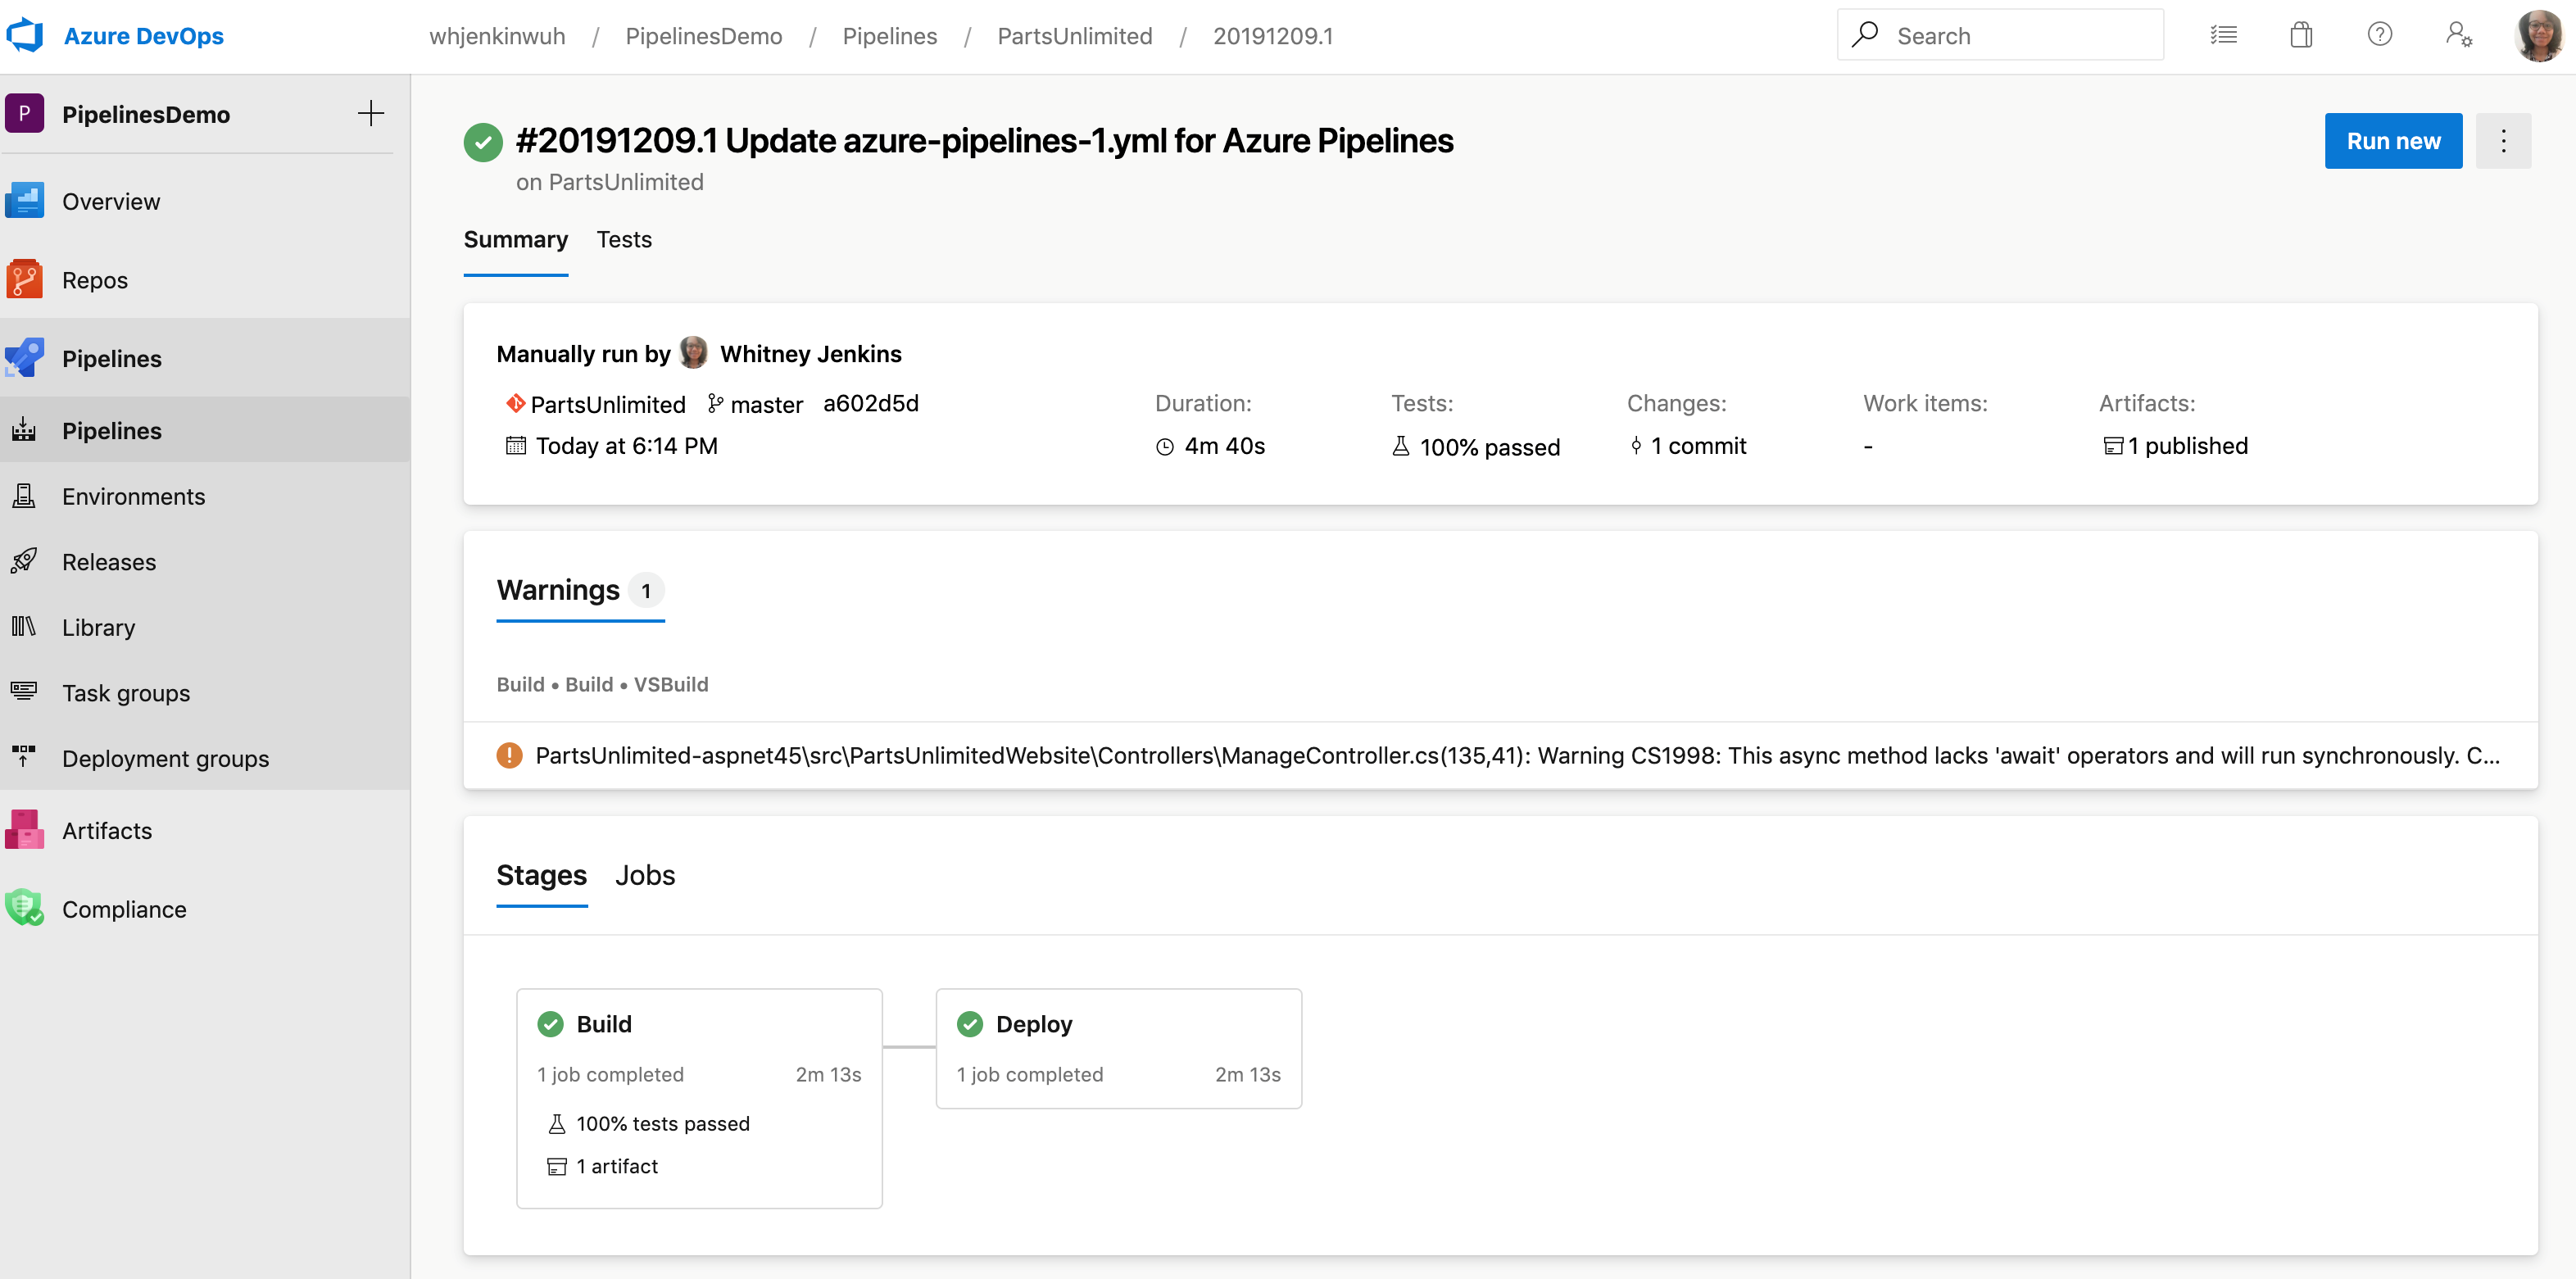 Azure DevOps
whjenkinwuh / PipelinesDemo / Pipelines / PartsUnlimited / 20191209.1
Search
P PipelinesDemo
Overview
Repos
Pipelines
Pipelines
Environments
Releases
Library
Task groups
Deployment groups
Artifacts
Compliance
#20191209.1 Update azure-pipelines-1.yml for Azure Pipelines
on PartsUnlimited
Run new
Summary Tests
Manually run by Whitney Jenkins
PartsUnlimited master a602d5d
Today at 6:14 PM
Duration:
4m 40s
Tests:
100% passed
Changes:
1 commit
Work items:
-
Artifacts:
1 published
Warnings 1
Build • Build • VSBuild
PartsUnlimited-aspnet45\src\PartsUnlimitedWebsite\Controllers\ManageController.cs(135,41): Warning CS1998: This async method lacks 'await' operators and will run synchronously. C...
Stages Jobs
Build
1 job completed 2m 13s
100% tests passed
1 artifact
Deploy
1 job completed 2m 13s